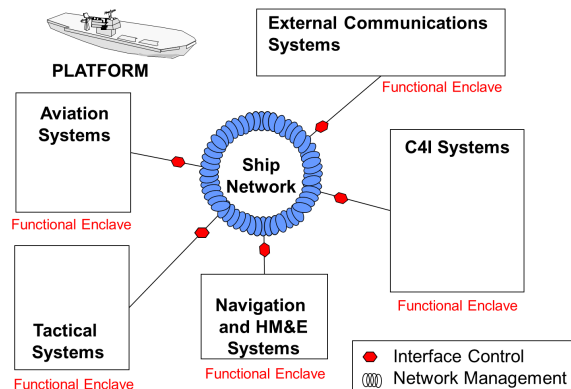 PLATFORM
External Communications
Systems
Functional Enclave
Aviation
Systems
Functional Enclave
Ship
Network
C4I Systems
Functional Enclave
Tactical
Systems
Functional Enclave
Navigation
and HM&E
Systems
Functional Enclave
Interface Control
Network Management